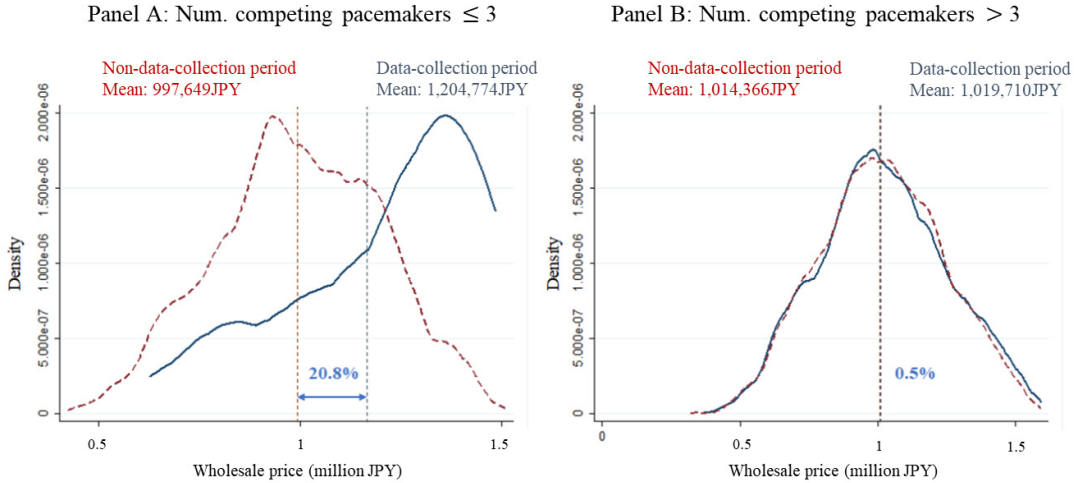 Panel A: Num. competing pacemakers ≤ 3
Non-data-collection period
Mean: 997,649JPY
Data-collection period
Mean: 1,204,774JPY
Density
0
5.000e-07
1.000e-06
1.500e-06
2.000e-06
20.8%
0.5
1
1.5
Wholesale price (million JPY)
Panel B: Num. competing pacemakers > 3
Non-data-collection period
Mean: 1,014,366JPY
Data-collection period
Mean: 1,019,710JPY
Density
0
5.000e-07
1.000e-06
1.500e-06
2.000e-06
0.5%
0
0.5
1
1.5
Wholesale price (million JPY)